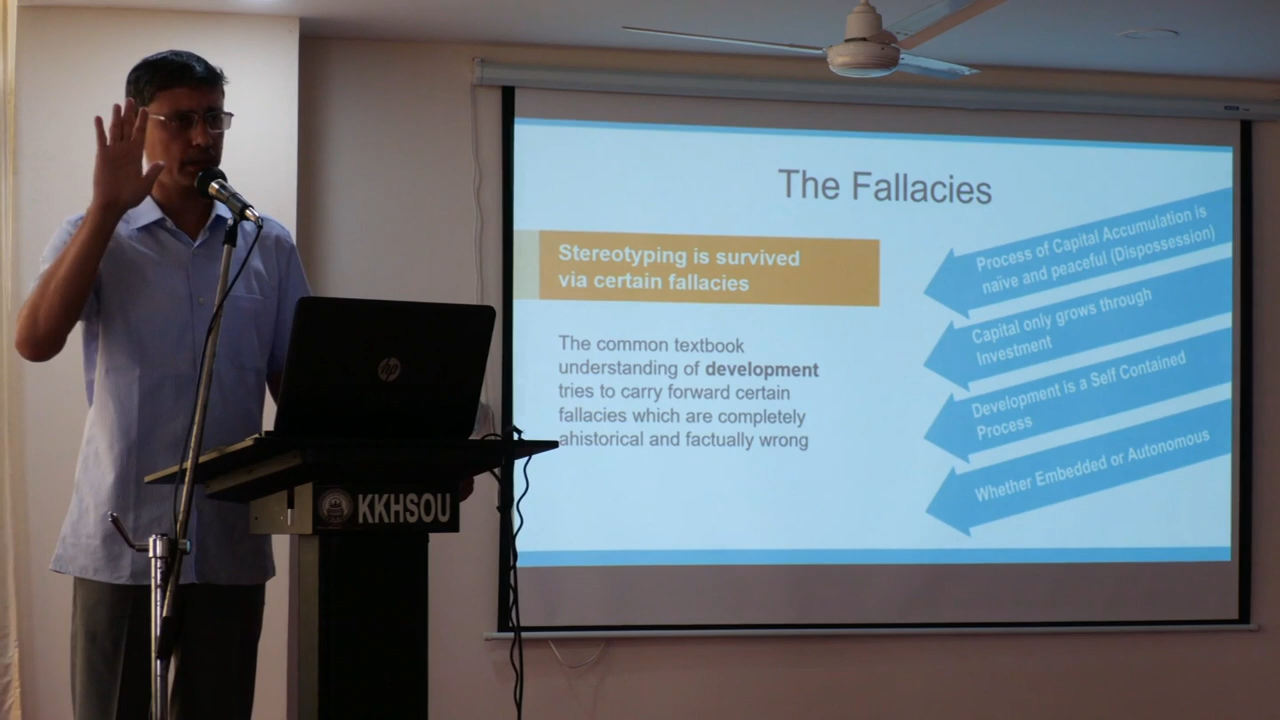 The Fallacies
Stereotyping is survived
via certain fallacies
The common textbook
understanding of development
tries to carry forward certain
fallacies which are completely
ahistorical and factually wrong
Process of Capital Accumulation is
naïve and peaceful (Dispossession)
Capital only grows through
Investment
Development is a Self Contained
Process
Whether Embedded or Autonomous
hp
KKHSOU